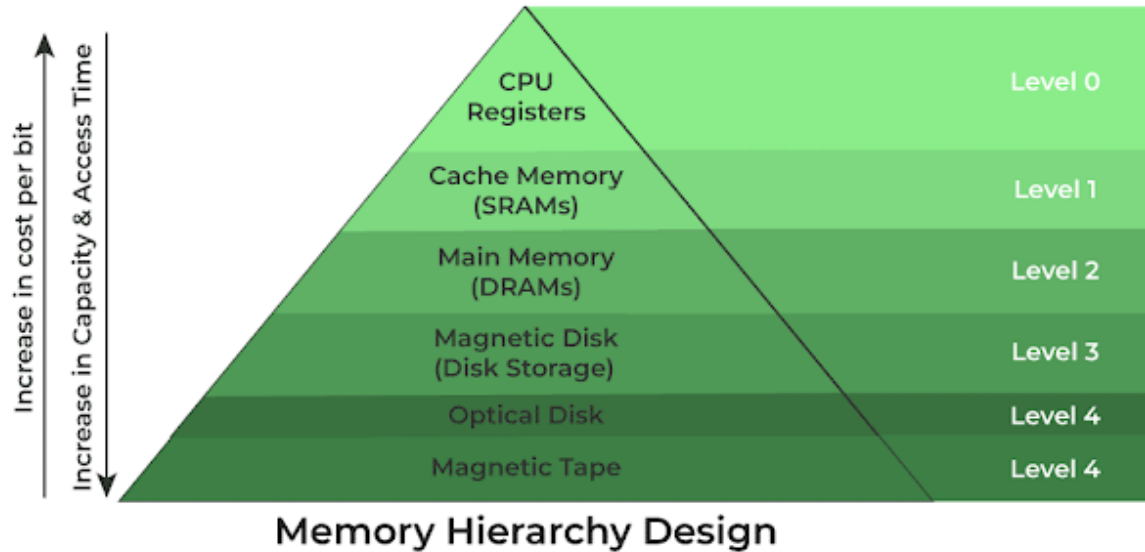 Increase in cost per bit
Increase in Capacity & Access Time
CPU
Registers
Level 0
Cache Memory
(SRAMs)
Level 1
Main Memory
(DRAMs)
Level 2
Magnetic Disk
(Disk Storage)
Level 3
Optical Disk
Level 4
Magnetic Tape
Level 4
Memory Hierarchy Design